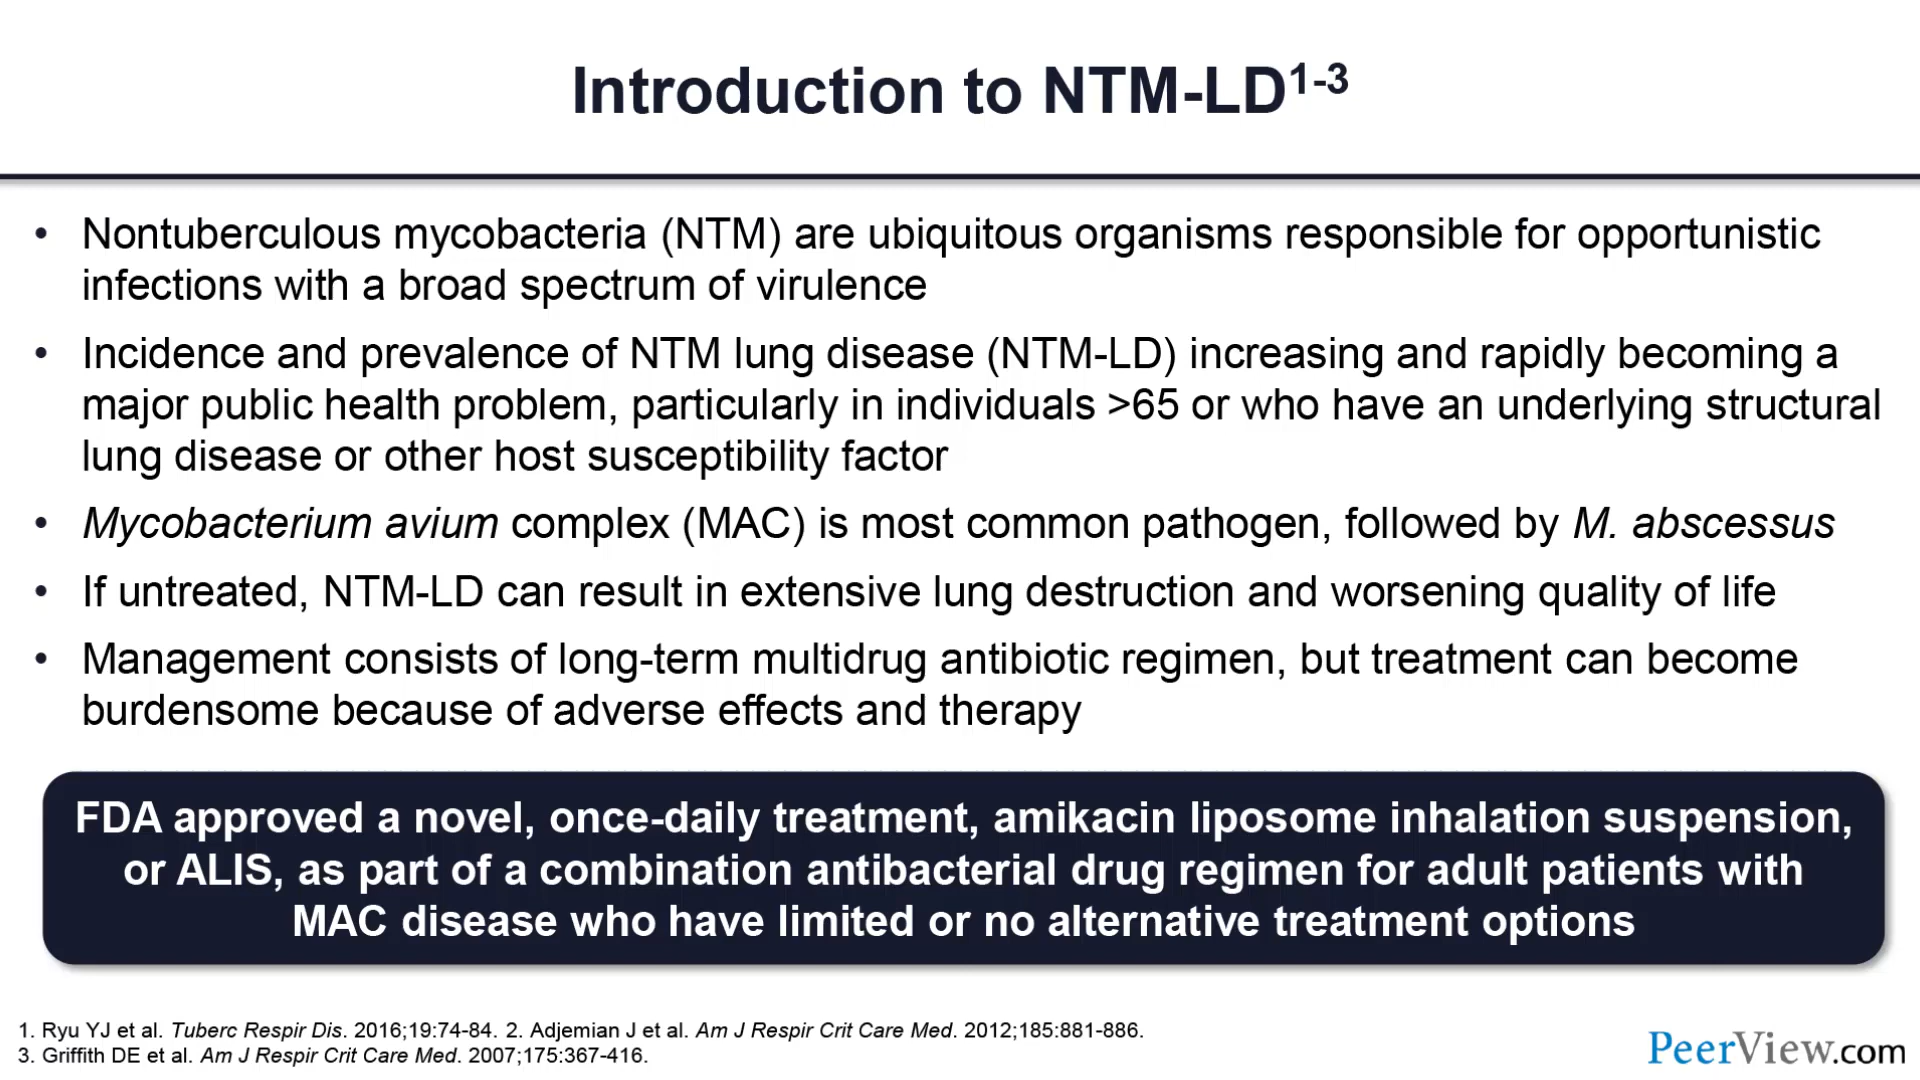 Introduction to NTM-LD1-3
• Nontuberculous mycobacteria (NTM) are ubiquitous organisms responsible for opportunistic
infections with a broad spectrum of virulence
• Incidence and prevalence of NTM lung disease (NTM-LD) increasing and rapidly becoming a
major public health problem, particularly in individuals >65 or who have an underlying structural
lung disease or other host susceptibility factor
• Mycobacterium avium complex (MAC) is most common pathogen, followed by M. abscessus
• If untreated, NTM-LD can result in extensive lung destruction and worsening quality of life
• Management consists of long-term multidrug antibiotic regimen, but treatment can become
burdensome because of adverse effects and therapy
FDA approved a novel, once-daily treatment, amikacin liposome inhalation suspension,
or ALIS, as part of a combination antibacterial drug regimen for adult patients with
MAC disease who have limited or no alternative treatment options
1. Ryu YJ et al. Tuberc Respir Dis. 2016;19:74-84. 2. Adjemian J et al. Am J Respir Crit Care Med. 2012;185:881-886.
3. Griffith DE et al. Am J Respir Crit Care Med. 2007;175:367-416.
PeerView.com